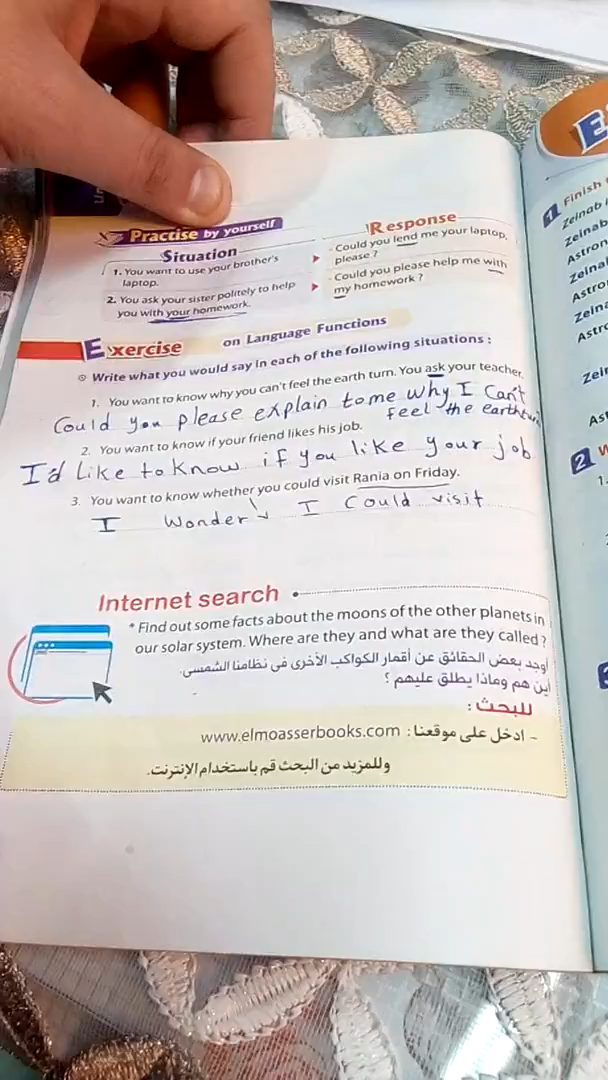 Practise by yourself
Situation
Response
1. You want to use your brother's
laptop.
- Could you lend me your laptop,
please ?
2. You ask your sister politely to help
you with your homework.
- Could you please help me with
my homework ?
Exercise on Language Functions
Write what you would say in each of the following situations :
1. You want to know why you can't feel the earth turn. You ask your teacher.
Could you please explain to me why I can't
feel the earth turn
2. You want to know if your friend likes his job.
I'd like to know if you like your job
3. You want to know whether you could visit Rania on Friday.
I wonder I could visit
Internet search
* Find out some facts about the moons of the other planets in
our solar system. Where are they and what are they called ?
أوجد بعض الحقائق عن أقمار الكواكب الأخرى فى نظامنا الشمسى.
أين هم وماذا يطلق عليهم ؟
للبحث :
- ادخل على موقعنا : www.elmoasserbooks.com
وللمزيد من البحث قم باستخدام الإنترنت.
E
1 Finish
Zeinab
Zeinab
Astron
Zeina
Astro
Zein
Astr
Zei
As
2
1.